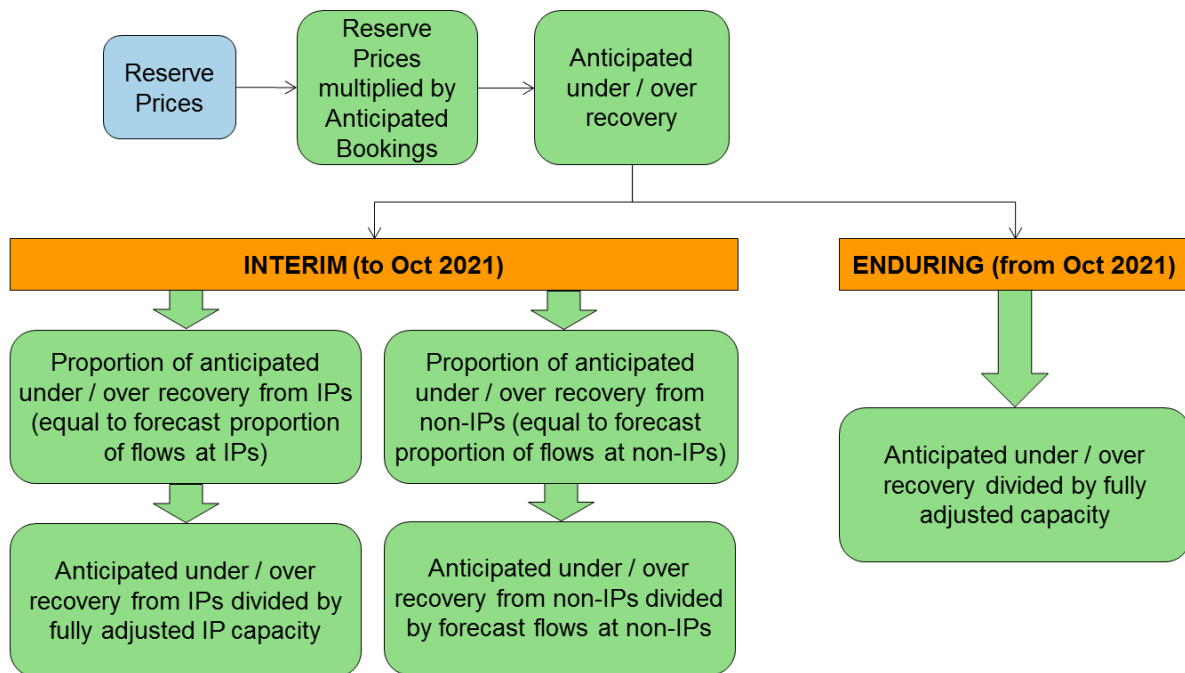 Reserve
Prices
Reserve
Prices
multiplied by
Anticipated
Bookings
Anticipated
under / over
recovery
INTERIM (to Oct 2021)
ENDURING (from Oct 2021)
Proportion of anticipated
under / over recovery from IPs
(equal to forecast proportion
of flows at IPs)
Proportion of anticipated
under / over recovery from
non-IPs (equal to forecast
proportion of flows at non-IPs)
Anticipated under / over
recovery divided by fully
adjusted capacity
Anticipated under / over
recovery from IPs divided by
fully adjusted IP capacity
Anticipated under / over
recovery from non-IPs divided
by forecast flows at non-IPs